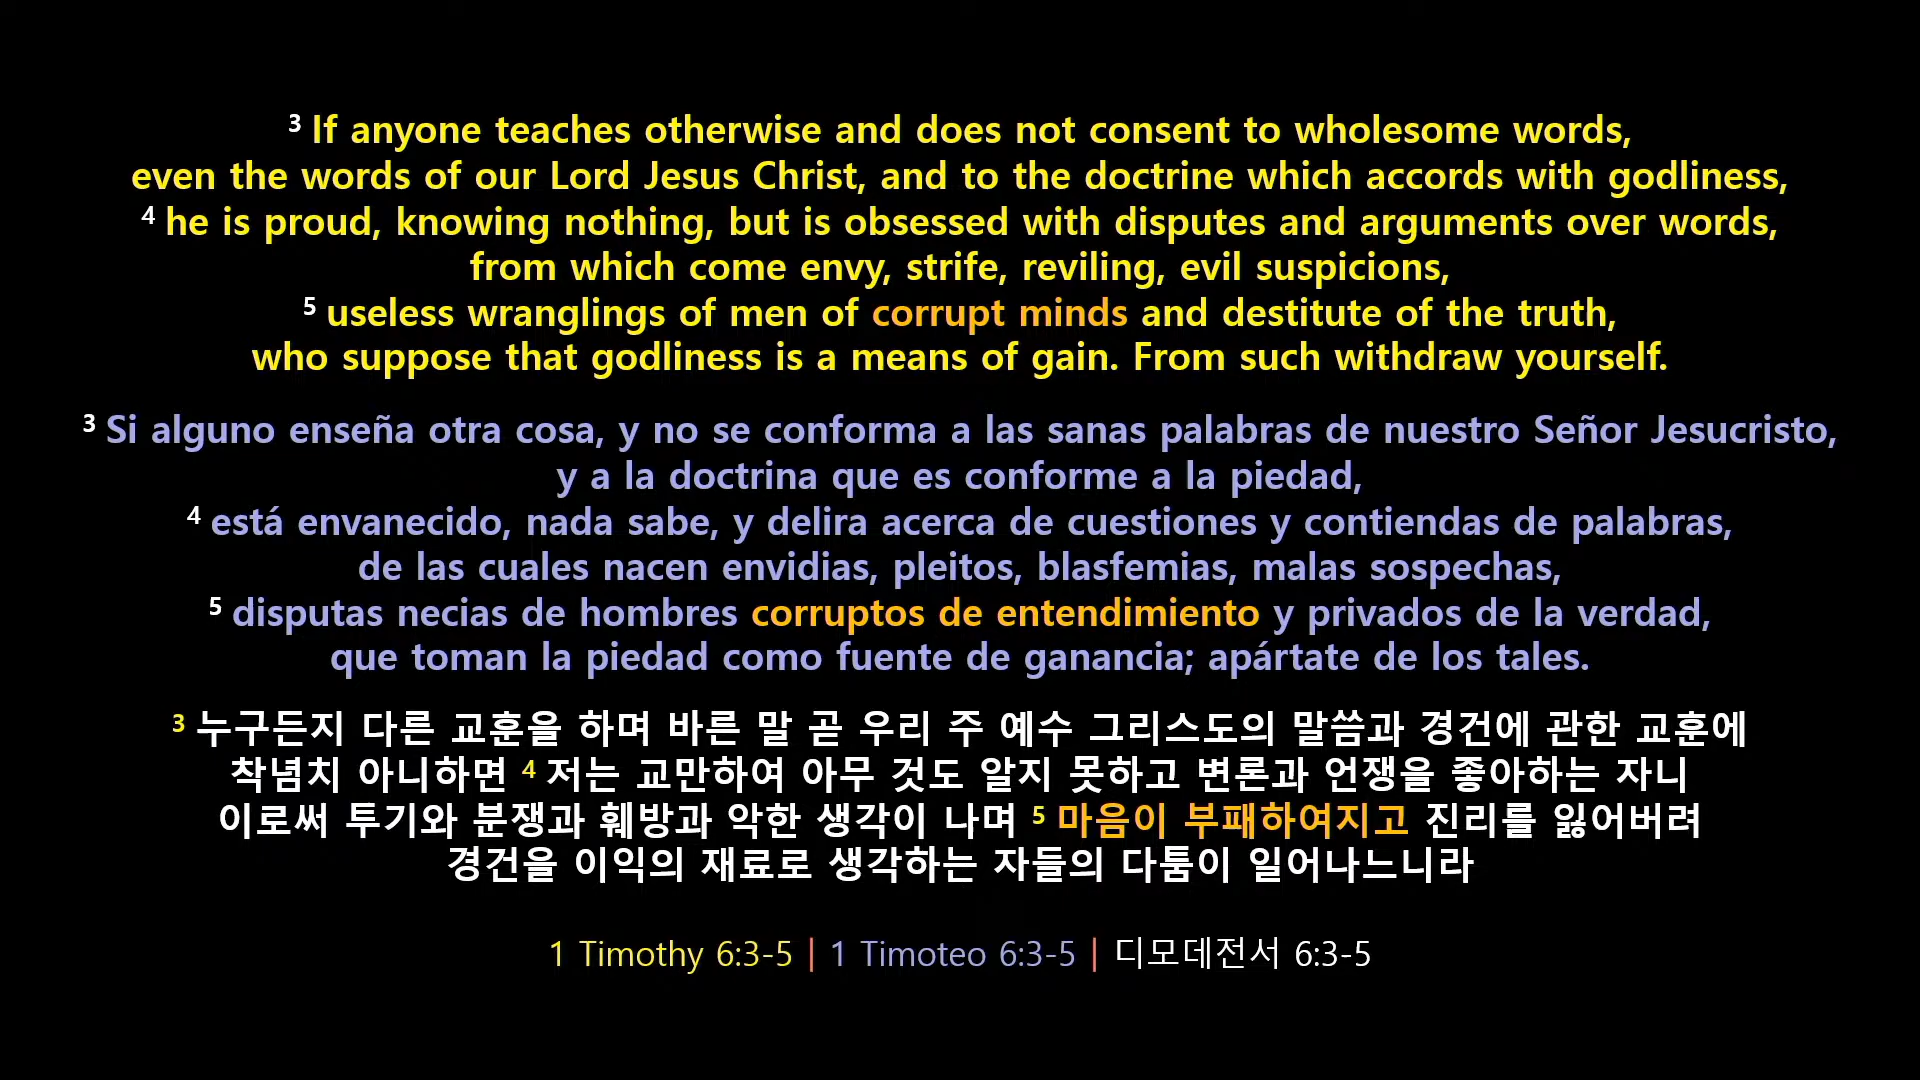 3 If anyone teaches otherwise and does not consent to wholesome words,
even the words of our Lord Jesus Christ, and to the doctrine which accords with godliness,
4 he is proud, knowing nothing, but is obsessed with disputes and arguments over words,
from which come envy, strife, reviling, evil suspicions,
5 useless wranglings of men of corrupt minds and destitute of the truth,
who suppose that godliness is a means of gain. From such withdraw yourself.
3 Si alguno enseña otra cosa, y no se conforma a las sanas palabras de nuestro Señor Jesucristo,
y a la doctrina que es conforme a la piedad,
4 está envanecido, nada sabe, y delira acerca de cuestiones y contiendas de palabras,
de las cuales nacen envidias, pleitos, blasfemias, malas sospechas,
5 disputas necias de hombres corruptos de entendimiento y privados de la verdad,
que toman la piedad como fuente de ganancia; apártate de los tales.
3 누구든지 다른 교훈을 하며 바른 말 곧 우리 주 예수 그리스도의 말씀과 경건에 관한 교훈에
착념치 아니하면 4 저는 교만하여 아무 것도 알지 못하고 변론과 언쟁을 좋아하는 자니
이로써 투기와 분쟁과 훼방과 악한 생각이 나며 5 마음이 부패하여지고 진리를 잃어버려
경건을 이익의 재료로 생각하는 자들의 다툼이 일어나느니라
1 Timothy 6:3-5 | 1 Timoteo 6:3-5 | 디모데전서 6:3-5